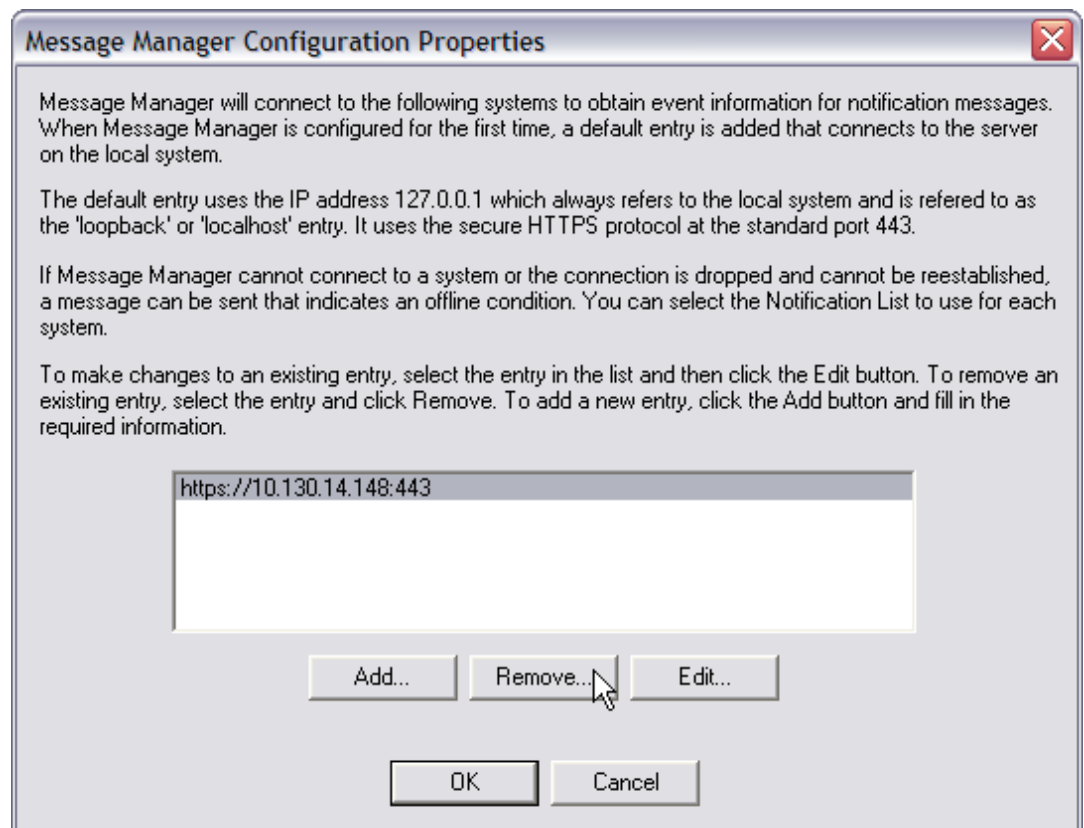 Message Manager Configuration Properties
Message Manager will connect to the following systems to obtain event information for notification messages.
When Message Manager is configured for the first time, a default entry is added that connects to the server
on the local system.
The default entry uses the IP address 127.0.0.1 which always refers to the local system and is refered to as
the 'loopback' or 'localhost' entry. It uses the secure HTTPS protocol at the standard port 443.
If Message Manager cannot connect to a system or the connection is dropped and cannot be reestablished,
a message can be sent that indicates an offline condition. You can select the Notification List to use for each
system.
To make changes to an existing entry, select the entry in the list and then click the Edit button. To remove an
existing entry, select the entry and click Remove. To add a new entry, click the Add button and fill in the
required information.
https://10.130.14.148:443
Add... Remove... Edit...
OK Cancel